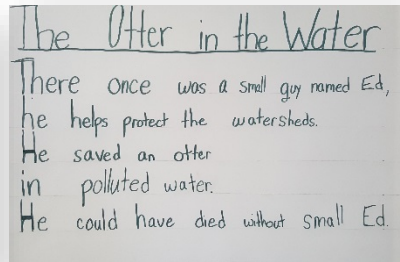 The Otter in the Water
There once was a small guy named Ed,
he helps protect the watersheds.
He saved an otter
in polluted water.
He could have died without small Ed.